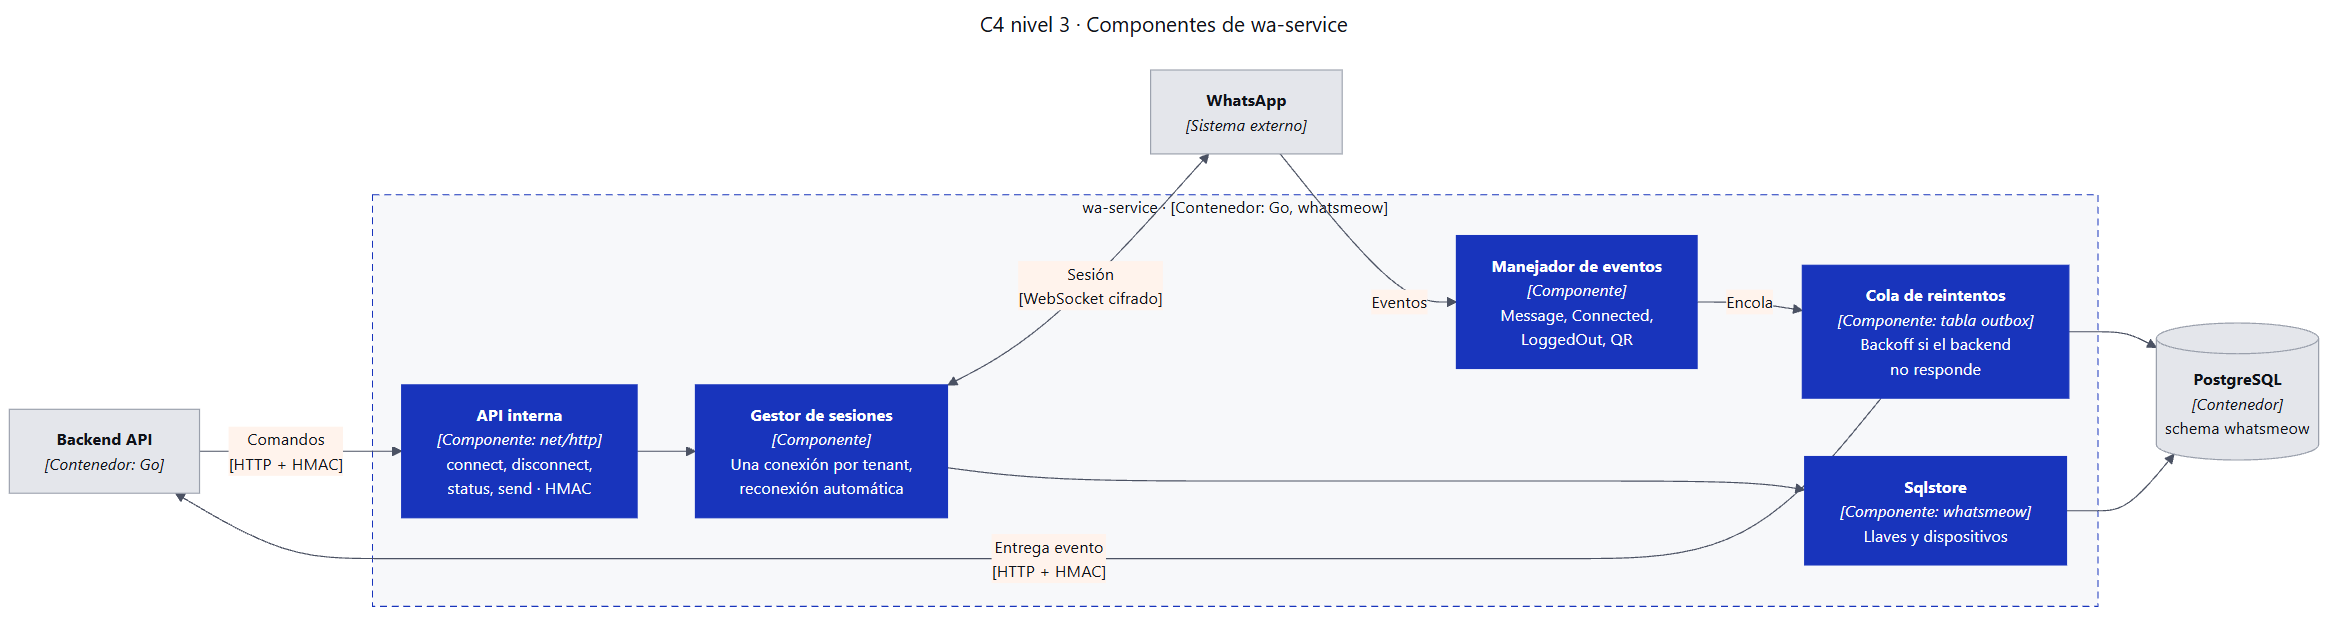 C4 nivel 3 · Componentes de wa-service
WhatsApp
[Sistema externo]
wa-service · [Contenedor: Go, whatsmeow]
Sesión
[WebSocket cifrado]
Eventos
Manejador de eventos
[Componente]
Message, Connected,
LoggedOut, QR
Encola
Cola de reintentos
[Componente: tabla outbox]
Backoff si el backend
no responde
PostgreSQL
[Contenedor]
schema whatsmeow
Backend API
[Contenedor: Go]
Comandos
[HTTP + HMAC]
API interna
[Componente: net/http]
connect, disconnect,
status, send · HMAC
Gestor de sesiones
[Componente]
Una conexión por tenant,
reconexión automática
Sqlstore
[Componente: whatsmeow]
Llaves y dispositivos
Entrega evento
[HTTP + HMAC]